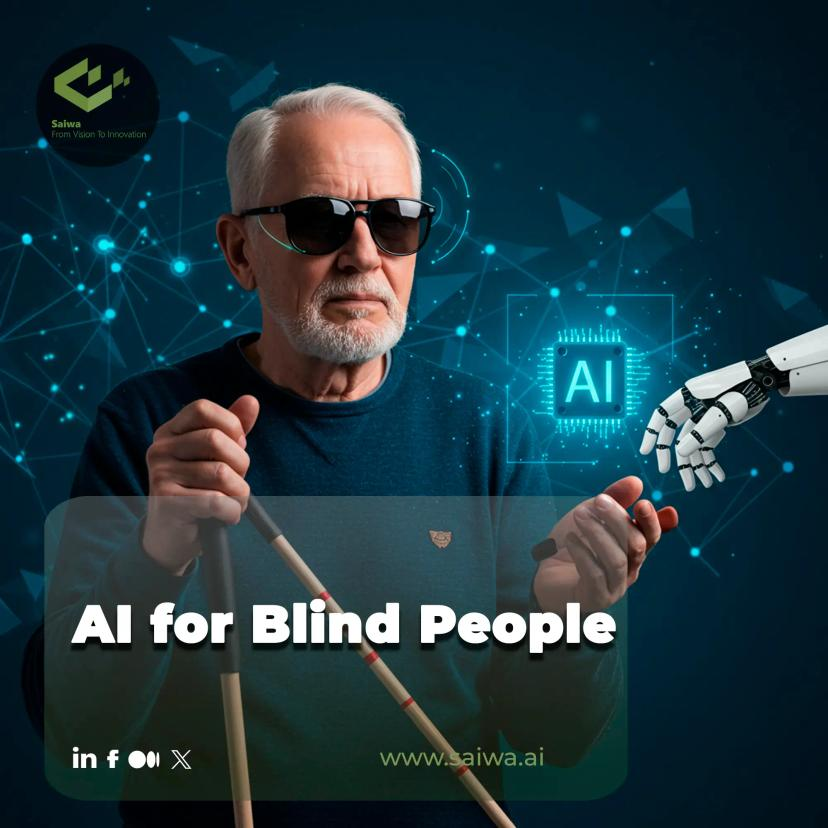 Saiwa
From Vision To Innovation
AI
AI for Blind People
in f X
www.saiwa.ai